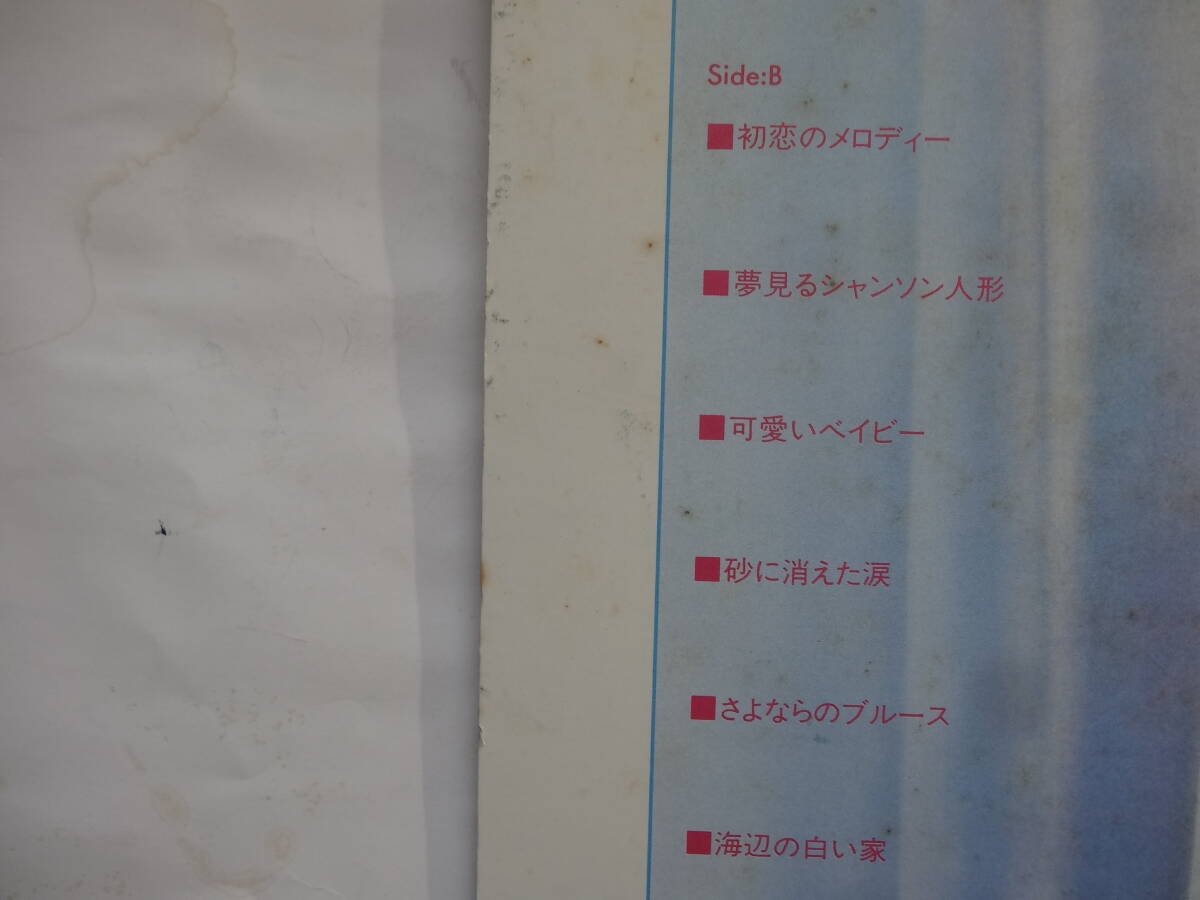 Side:B
■初恋のメロディー
■夢見るシャンソン人形
■可愛いベイビー
■砂に消えた涙
■さよならのブルース
■海辺の白い家